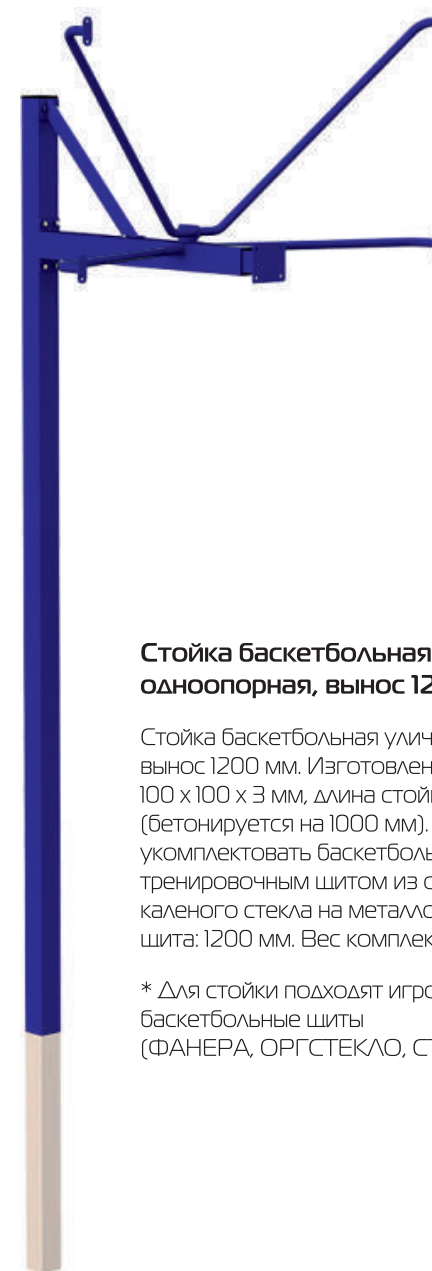 Стойка баскетбольная
одноопорная, вынос 12
Стойка баскетбольная улич
вынос 1200 мм. Изготовлен
100 х 100 х 3 мм, длина стойк
(бетонируется на 1000 мм).
укомплектовать баскетболь
тренировочным щитом из о
каленого стекла на металло
щита: 1200 мм. Вес комплек
* Для стойки подходят игро
баскетбольные щиты
(ФАНЕРА, ОРГСТЕКЛО, СТ